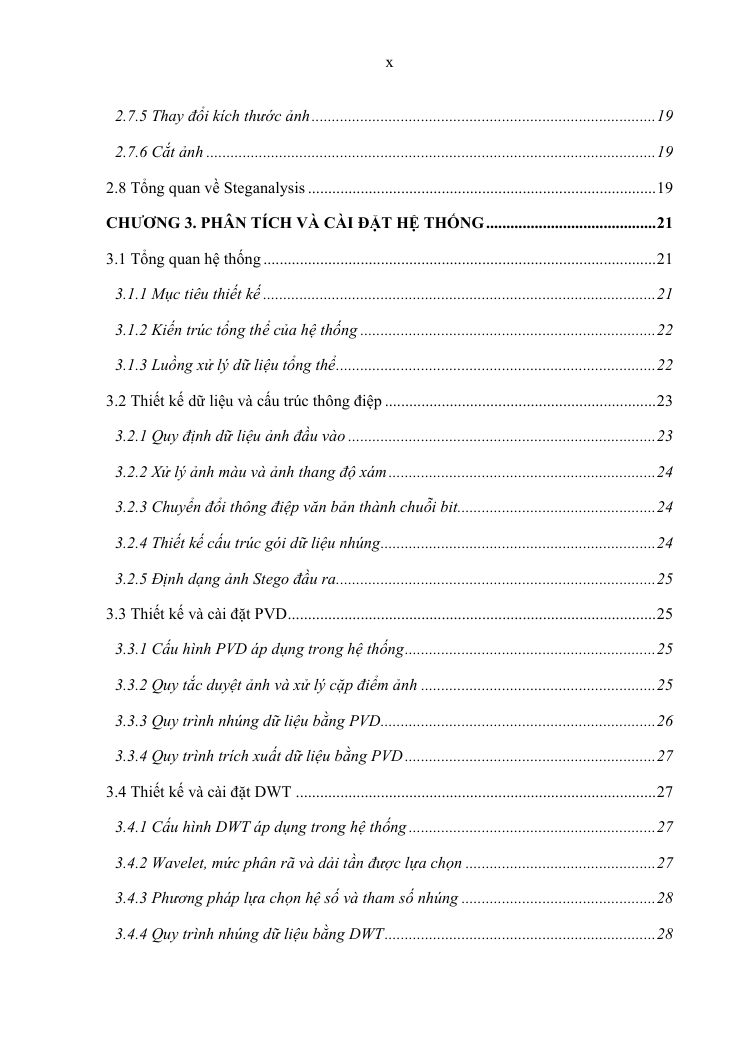 x
2.7.5 Thay đổi kích thước ảnh.....19
2.7.6 Cắt ảnh.....19
2.8 Tổng quan về Steganalysis.....19
CHƯƠNG 3. PHÂN TÍCH VÀ CÀI ĐẶT HỆ THỐNG.....21
3.1 Tổng quan hệ thống.....21
3.1.1 Mục tiêu thiết kế.....21
3.1.2 Kiến trúc tổng thể của hệ thống.....22
3.1.3 Luồng xử lý dữ liệu tổng thể.....22
3.2 Thiết kế dữ liệu và cấu trúc thông điệp.....23
3.2.1 Quy định dữ liệu ảnh đầu vào.....23
3.2.2 Xử lý ảnh màu và ảnh thang độ xám.....24
3.2.3 Chuyển đổi thông điệp văn bản thành chuỗi bit.....24
3.2.4 Thiết kế cấu trúc gói dữ liệu nhúng.....24
3.2.5 Định dạng ảnh Stego đầu ra.....25
3.3 Thiết kế và cài đặt PVD.....25
3.3.1 Cấu hình PVD áp dụng trong hệ thống.....25
3.3.2 Quy tắc duyệt ảnh và xử lý cặp điểm ảnh.....25
3.3.3 Quy trình nhúng dữ liệu bằng PVD.....26
3.3.4 Quy trình trích xuất dữ liệu bằng PVD.....27
3.4 Thiết kế và cài đặt DWT.....27
3.4.1 Cấu hình DWT áp dụng trong hệ thống.....27
3.4.2 Wavelet, mức phân rã và dải tần được lựa chọn.....27
3.4.3 Phương pháp lựa chọn hệ số và tham số nhúng.....28
3.4.4 Quy trình nhúng dữ liệu bằng DWT.....28